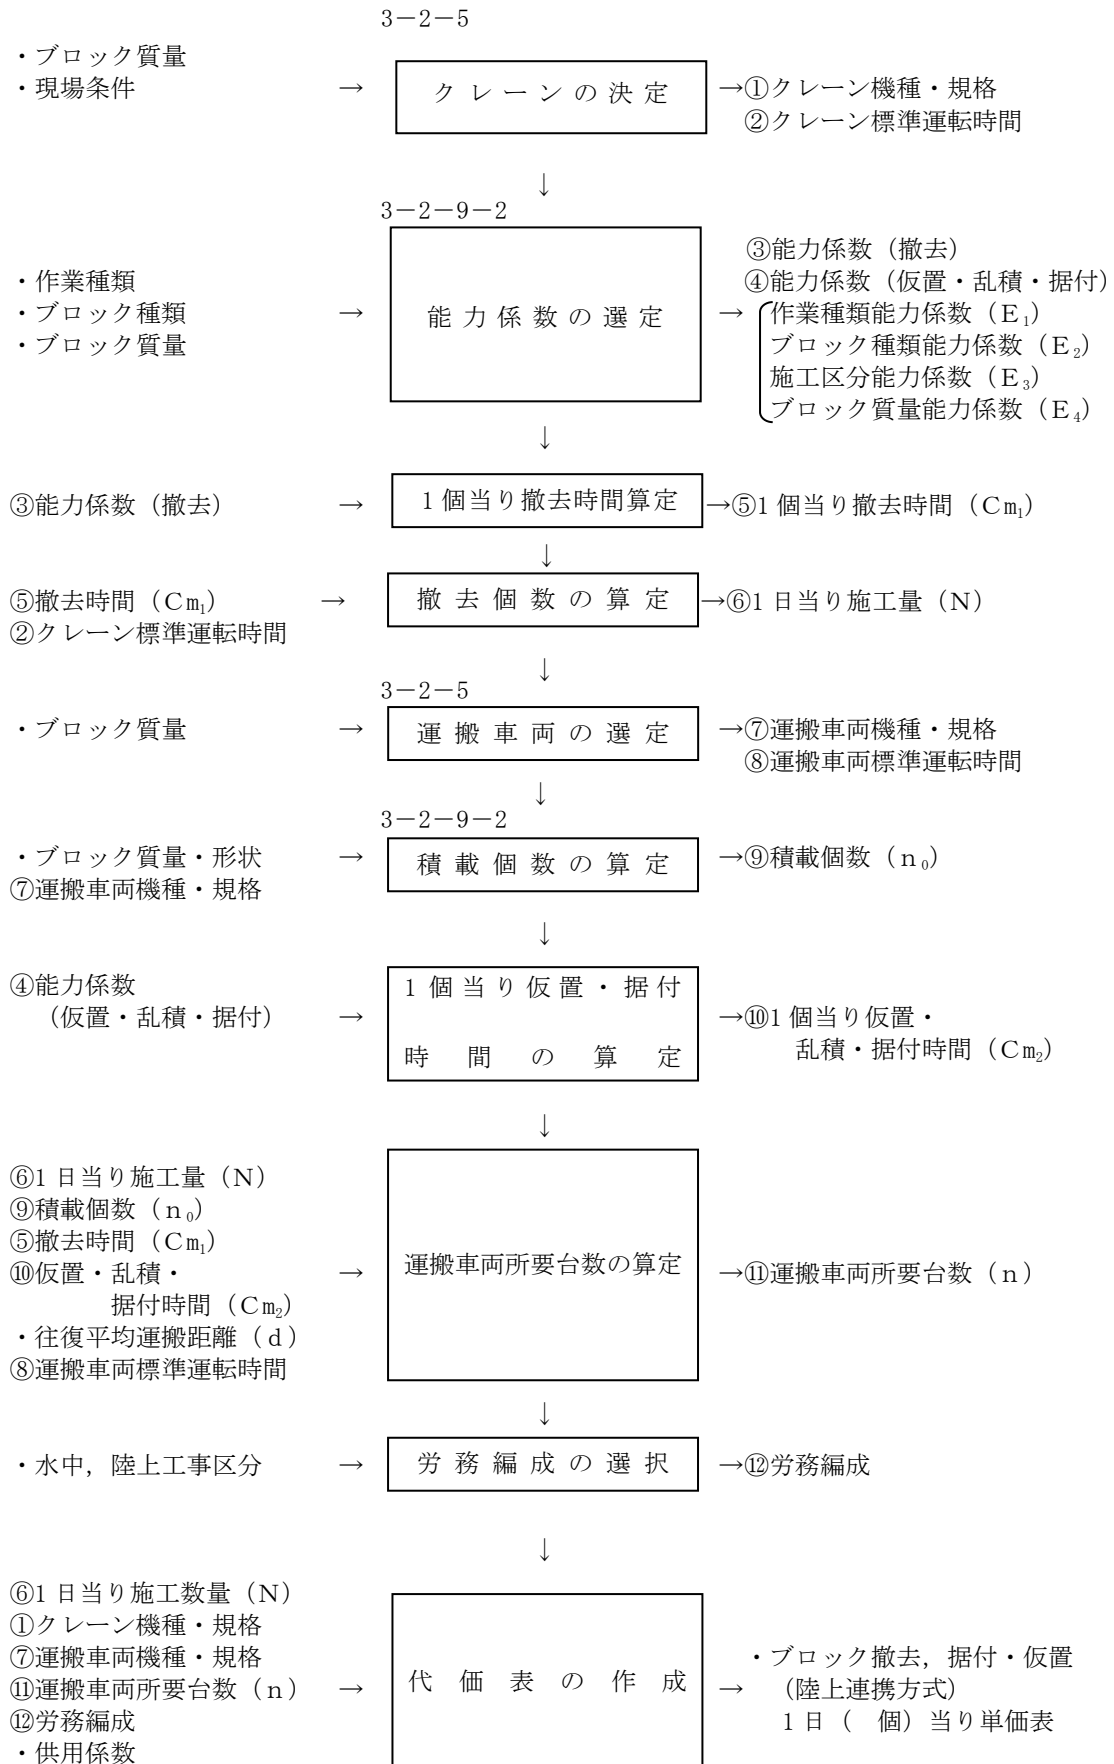 3－2－5
・ブロック質量
・現場条件
→
クレーンの決定
→①クレーン機種・規格
②クレーン標準運転時間
↓
3－2－9－2
・作業種類
・ブロック種類
・ブロック質量
→
能力係数の選定
→
③能力係数（撤去）
④能力係数（仮置・乱積・据付）
作業種類能力係数（Ｅ₁）
ブロック種類能力係数（Ｅ₂）
施工区分能力係数（Ｅ₃）
ブロック質量能力係数（Ｅ₄）
↓
③能力係数（撤去）
→
1個当り撤去時間算定
→⑤1個当り撤去時間（Ｃm₁）
↓
⑤撤去時間（Ｃm₁）
②クレーン標準運転時間
→
撤去個数の算定
→⑥1日当り施工量（Ｎ）
↓
3－2－5
・ブロック質量
→
運搬車両の選定
→⑦運搬車両機種・規格
⑧運搬車両標準運転時間
↓
3－2－9－2
・ブロック質量・形状
⑦運搬車両機種・規格
→
積載個数の算定
→⑨積載個数（ｎ₀）
↓
④能力係数
（仮置・乱積・据付）
→
1個当り仮置・据付
時間の算定
→⑩1個当り仮置・
乱積・据付時間（Ｃm₂）
↓
⑥1日当り施工量（Ｎ）
⑨積載個数（ｎ₀）
⑤撤去時間（Ｃm₁）
⑩仮置・乱積・
据付時間（Ｃm₂）
・往復平均運搬距離（ｄ）
⑧運搬車両標準運転時間
→
運搬車両所要台数の算定
→⑪運搬車両所要台数（ｎ）
↓
・水中，陸上工事区分
→
労務編成の選択
→⑫労務編成
↓
⑥1日当り施工数量（Ｎ）
①クレーン機種・規格
⑦運搬車両機種・規格
⑪運搬車両所要台数（ｎ）
⑫労務編成
・供用係数
→
代価表の作成
→
・ブロック撤去，据付・仮置
（陸上連携方式）
1日（　個）当り単価表